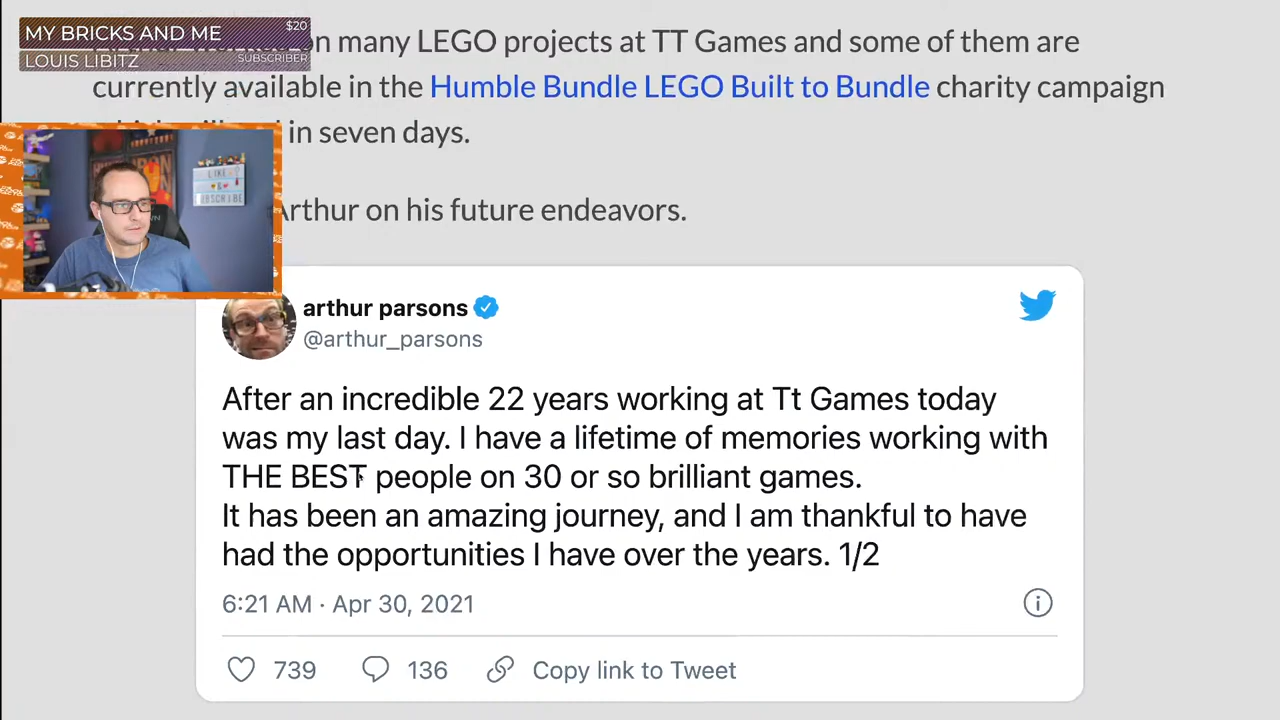 MY BRICKS AND ME
$20
LOUIS LIBITZ
SUBSCRIBER
on many LEGO projects at TT Games and some of them are
currently available in the Humble Bundle LEGO Built to Bundle charity campaign
in seven days.
Arthur on his future endeavors.
LIKE
&
SUBSCRIBE
arthur parsons
@arthur_parsons
After an incredible 22 years working at Tt Games today
was my last day. I have a lifetime of memories working with
THE BEST people on 30 or so brilliant games.
It has been an amazing journey, and I am thankful to have
had the opportunities I have over the years. 1/2
6:21 AM · Apr 30, 2021
739
136
Copy link to Tweet